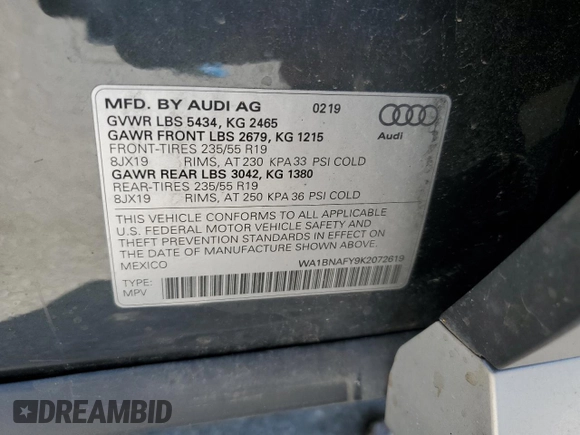 MFD. BY AUDI AG 0219
GVWR LBS 5434, KG 2465
GAWR FRONT LBS 2679, KG 1215
FRONT-TIRES 235/55 R19
8JX19 RIMS, AT 230 KPA 33 PSI COLD
GAWR REAR LBS 3042, KG 1380
REAR-TIRES 235/55 R19
8JX19 RIMS, AT 250 KPA 36 PSI COLD
Audi
THIS VEHICLE CONFORMS TO ALL APPLICABLE
U.S. FEDERAL MOTOR VEHICLE SAFETY AND
THEFT PREVENTION STANDARDS IN EFFECT ON
THE DATE OF MANUFACTURE SHOWN ABOVE.
MEXICO WA1BNAFY9K2072619
TYPE:
MPV
DREAMBID